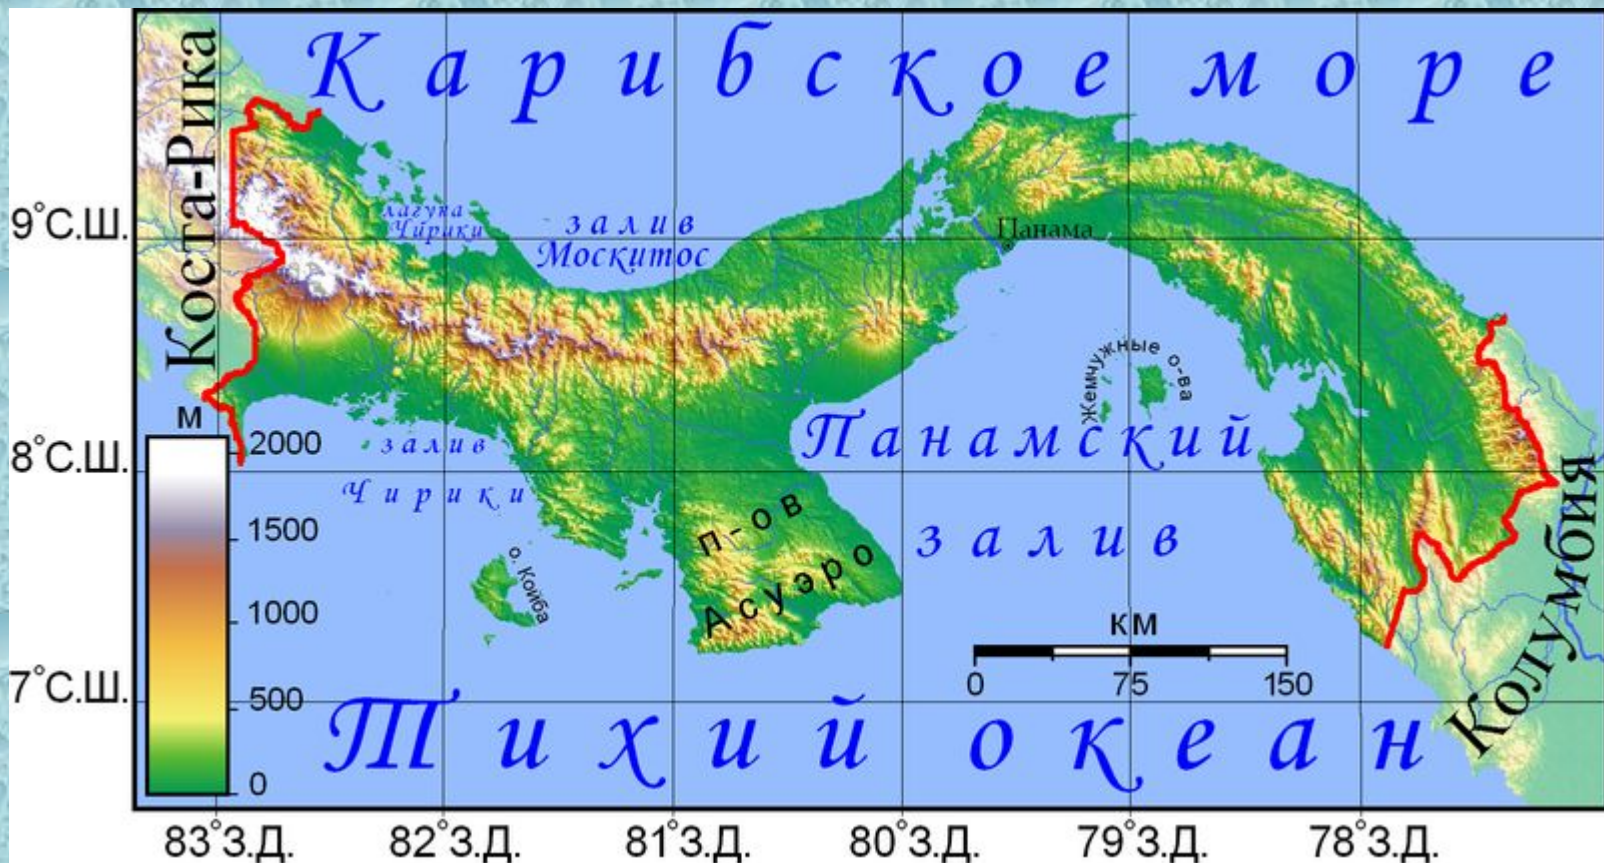 Карибское море
Коста-Рика
лагуна
Чирики
залив
Москитос
Панама
9°С.Ш.
Жемчужные о-ва
м
Панамский
залив
8°С.Ш.
2000
залив
Чирики
1500
п-ов
Асуэро
о. Койба
1000
Колумбия
км
0 75 150
7°С.Ш.
500
Тихий океан
0
83°З.Д. 82°З.Д. 81°З.Д. 80°З.Д. 79°З.Д. 78°З.Д.